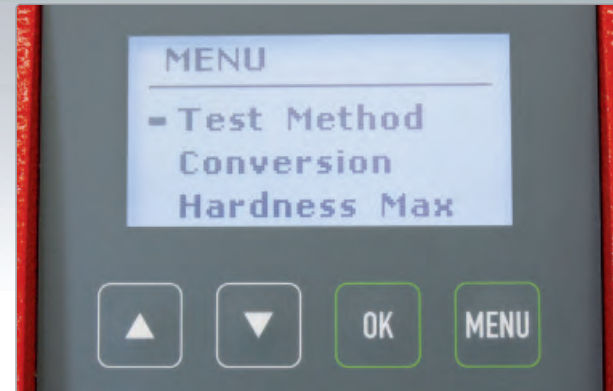 MENU
Test Method
Conversion
Hardness Max
OK MENU